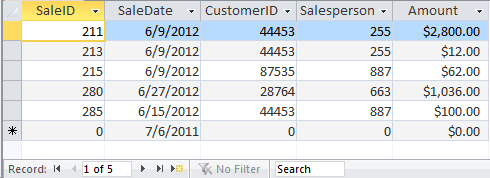 SaleID SaleDate CustomerID Salesperson Amount
211 6/9/2012 44453 255 $2,800.00
213 6/9/2012 44453 255 $12.00
215 6/9/2012 87535 887 $62.00
280 6/27/2012 28764 663 $1,036.00
285 6/15/2012 44453 887 $100.00
* 0 7/6/2011 0 0 $0.00
Record: 1 of 5 No Filter Search